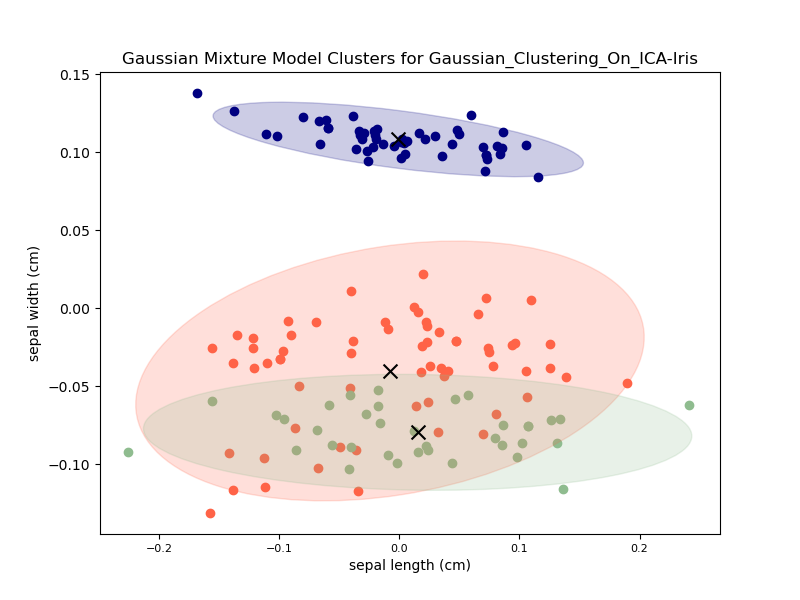 Gaussian Mixture Model Clusters for Gaussian_Clustering_On_ICA-Iris
0.15
0.10
0.05
0.00
−0.05
−0.10
sepal width (cm)
−0.2 −0.1 0.0 0.1 0.2
sepal length (cm)